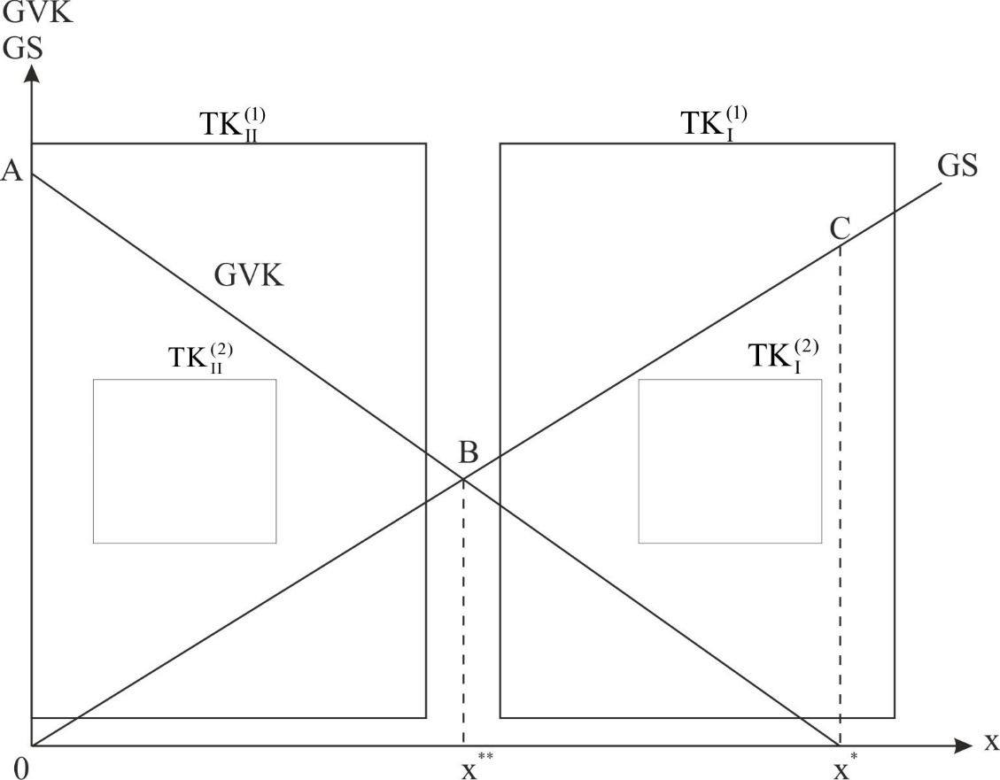 GVK
GS
TK_II^(1)
TK_I^(1)
A
GS
C
GVK
TK_II^(2)
TK_I^(2)
B
0
x**
x*
x